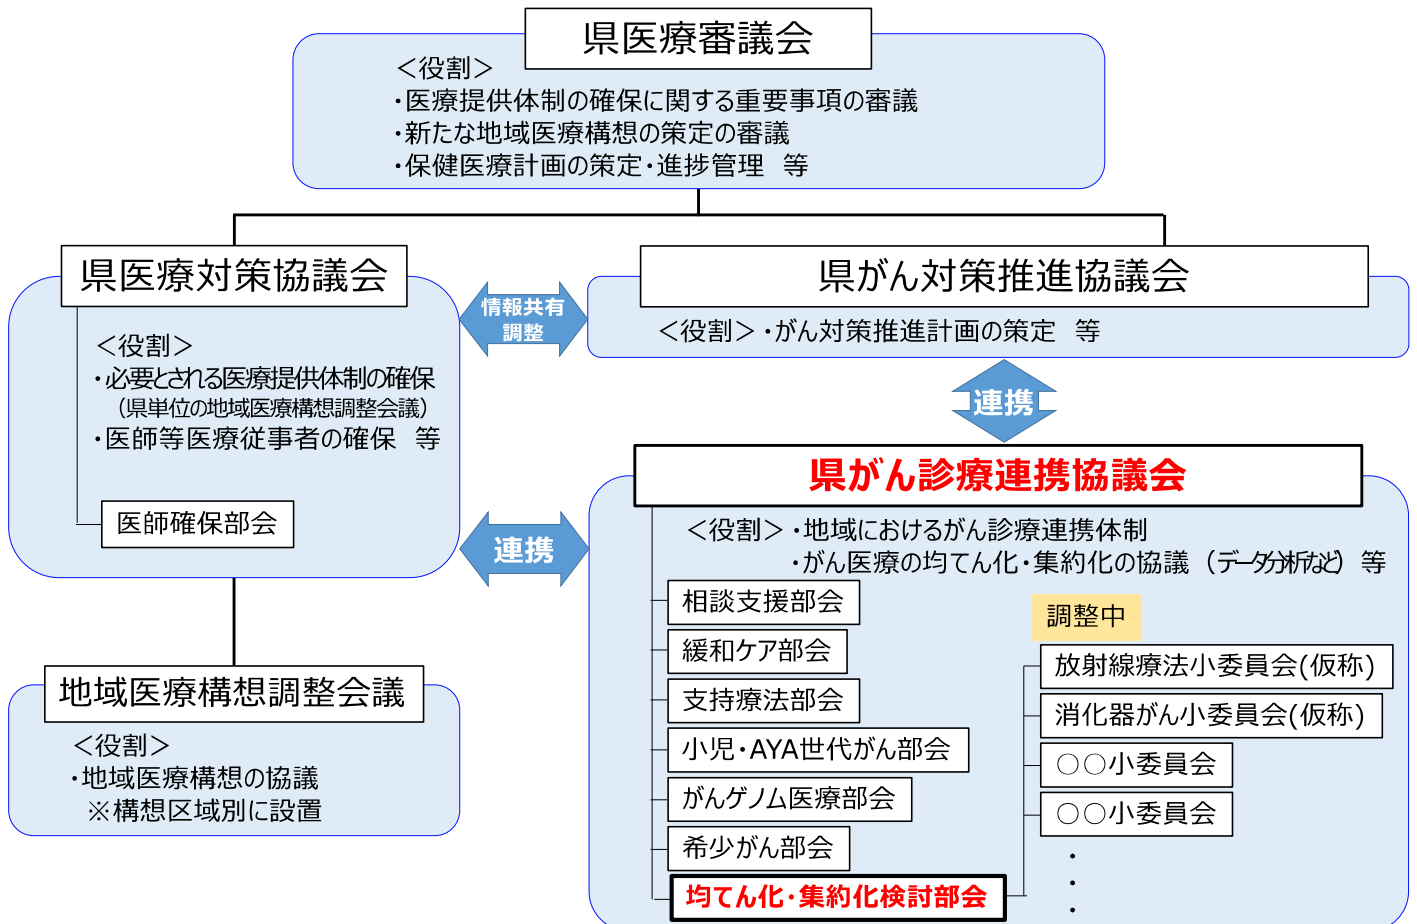 県医療審議会
＜役割＞
・医療提供体制の確保に関する重要事項の審議
・新たな地域医療構想の策定の審議
・保健医療計画の策定・進捗管理　等
県医療対策協議会
＜役割＞
・必要とされる医療提供体制の確保
（県単位の地域医療構想調整会議）
・医師等医療従事者の確保　等
医師確保部会
情報共有
調整
県がん対策推進協議会
＜役割＞・がん対策推進計画の策定　等
連携
連携
県がん診療連携協議会
＜役割＞・地域におけるがん診療連携体制
・がん医療の均てん化・集約化の協議（データ分析など）等
相談支援部会
緩和ケア部会
支持療法部会
小児・AYA世代がん部会
がんゲノム医療部会
希少がん部会
均てん化・集約化検討部会
調整中
放射線療法小委員会(仮称)
消化器がん小委員会(仮称)
○○小委員会
○○小委員会
・
・
・
地域医療構想調整会議
＜役割＞
・地域医療構想の協議
※構想区域別に設置